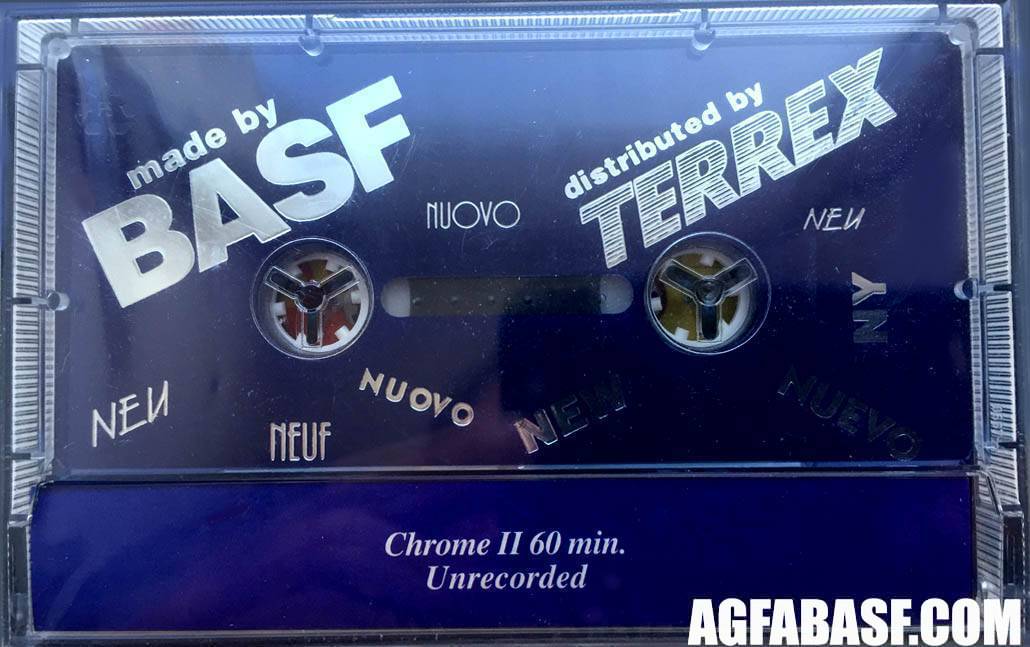 made by
BASF
distributed by
TERREX
NUOVO
NEU
NY
NEU
NEUF
NUOVO
NEW
NUEVO
Chrome II 60 min.
Unrecorded
AGFABASF.COM